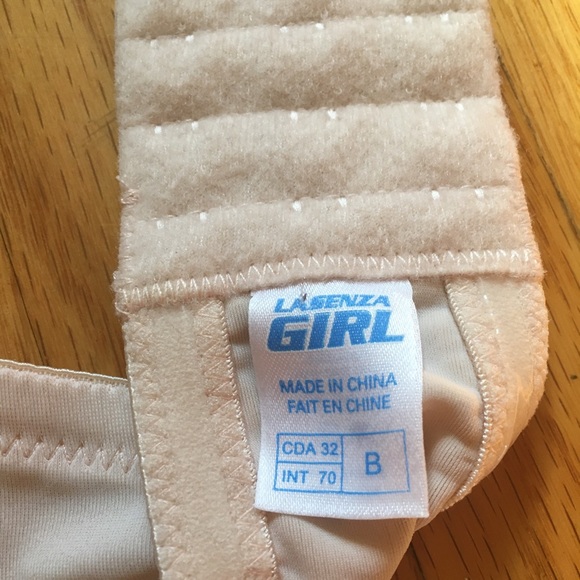 LA SENZA
GIRL
MADE IN CHINA
FAIT EN CHINE
CDA 32
INT 70
B